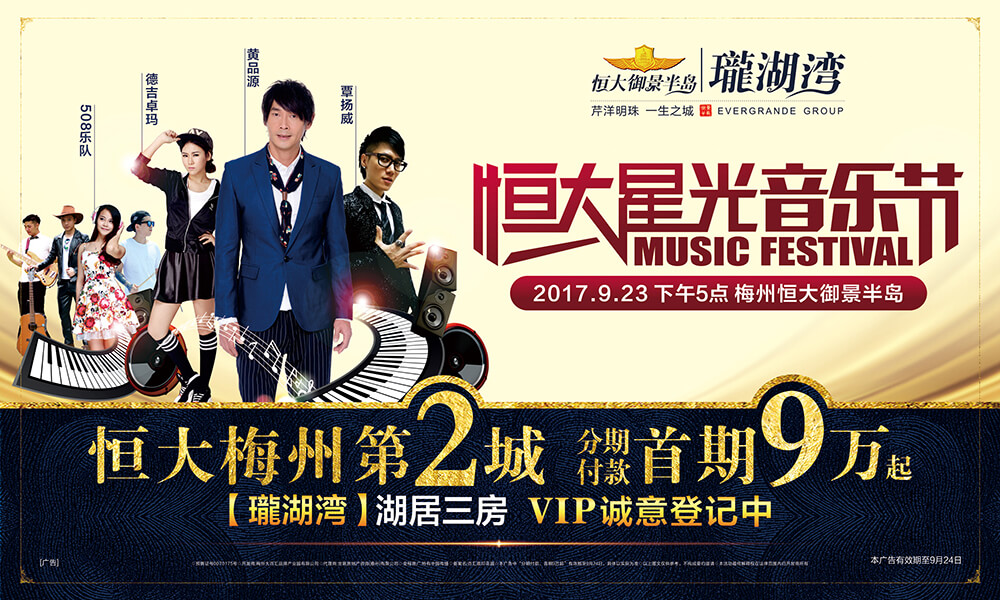 508乐队
德吉卓玛
黄品源
覃扬威
恒大御景半岛
瓏湖湾
芹洋明珠 一生之城
EVERGRANDE GROUP
恒大星光音乐节
MUSIC FESTIVAL
2017.9.23 下午5点 梅州恒大御景半岛
恒大梅州第2城 分期付款 首期9万起
【瓏湖湾】湖居三房 VIP诚意登记中
[广告]
本广告有效期至9月24日